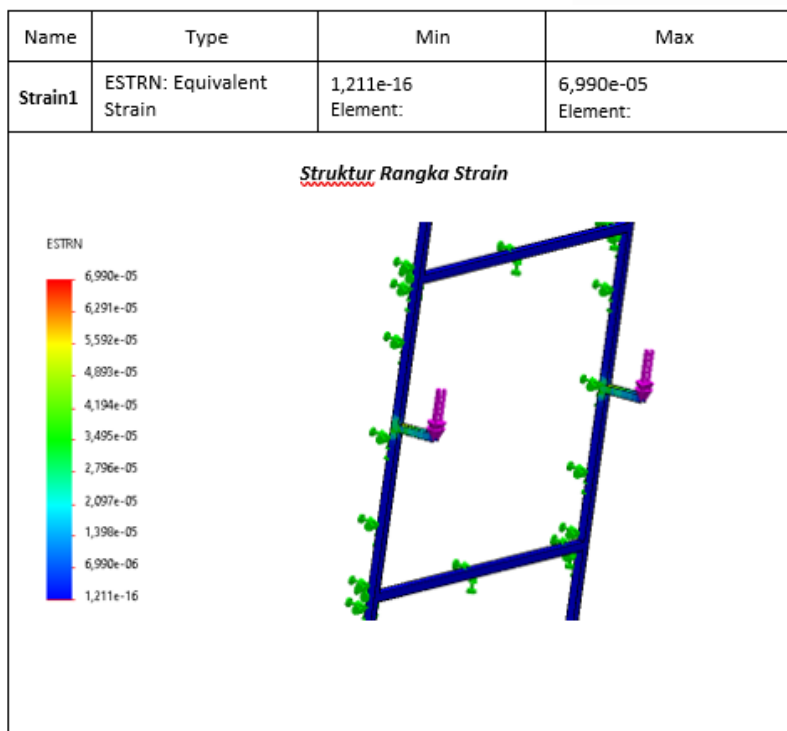 Name Type Min Max
Strain1 ESTRN: Equivalent Strain 1,211e-16 Element: 6,990e-05 Element:
Struktur Rangka Strain
ESTRN
6,990e-05
6,291e-05
5,592e-05
4,893e-05
4,194e-05
3,495e-05
2,796e-05
2,097e-05
1,398e-05
6,990e-06
1,211e-16